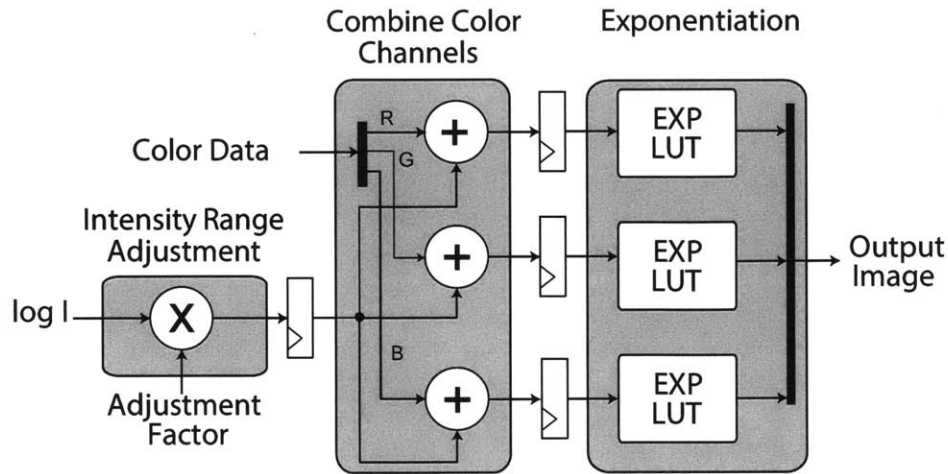 Combine Color
Channels
Exponentiation
R
+
EXP
LUT
Color Data
G
Intensity Range
Adjustment
+
EXP
LUT
Output
Image
log I
X
B
+
EXP
LUT
Adjustment
Factor